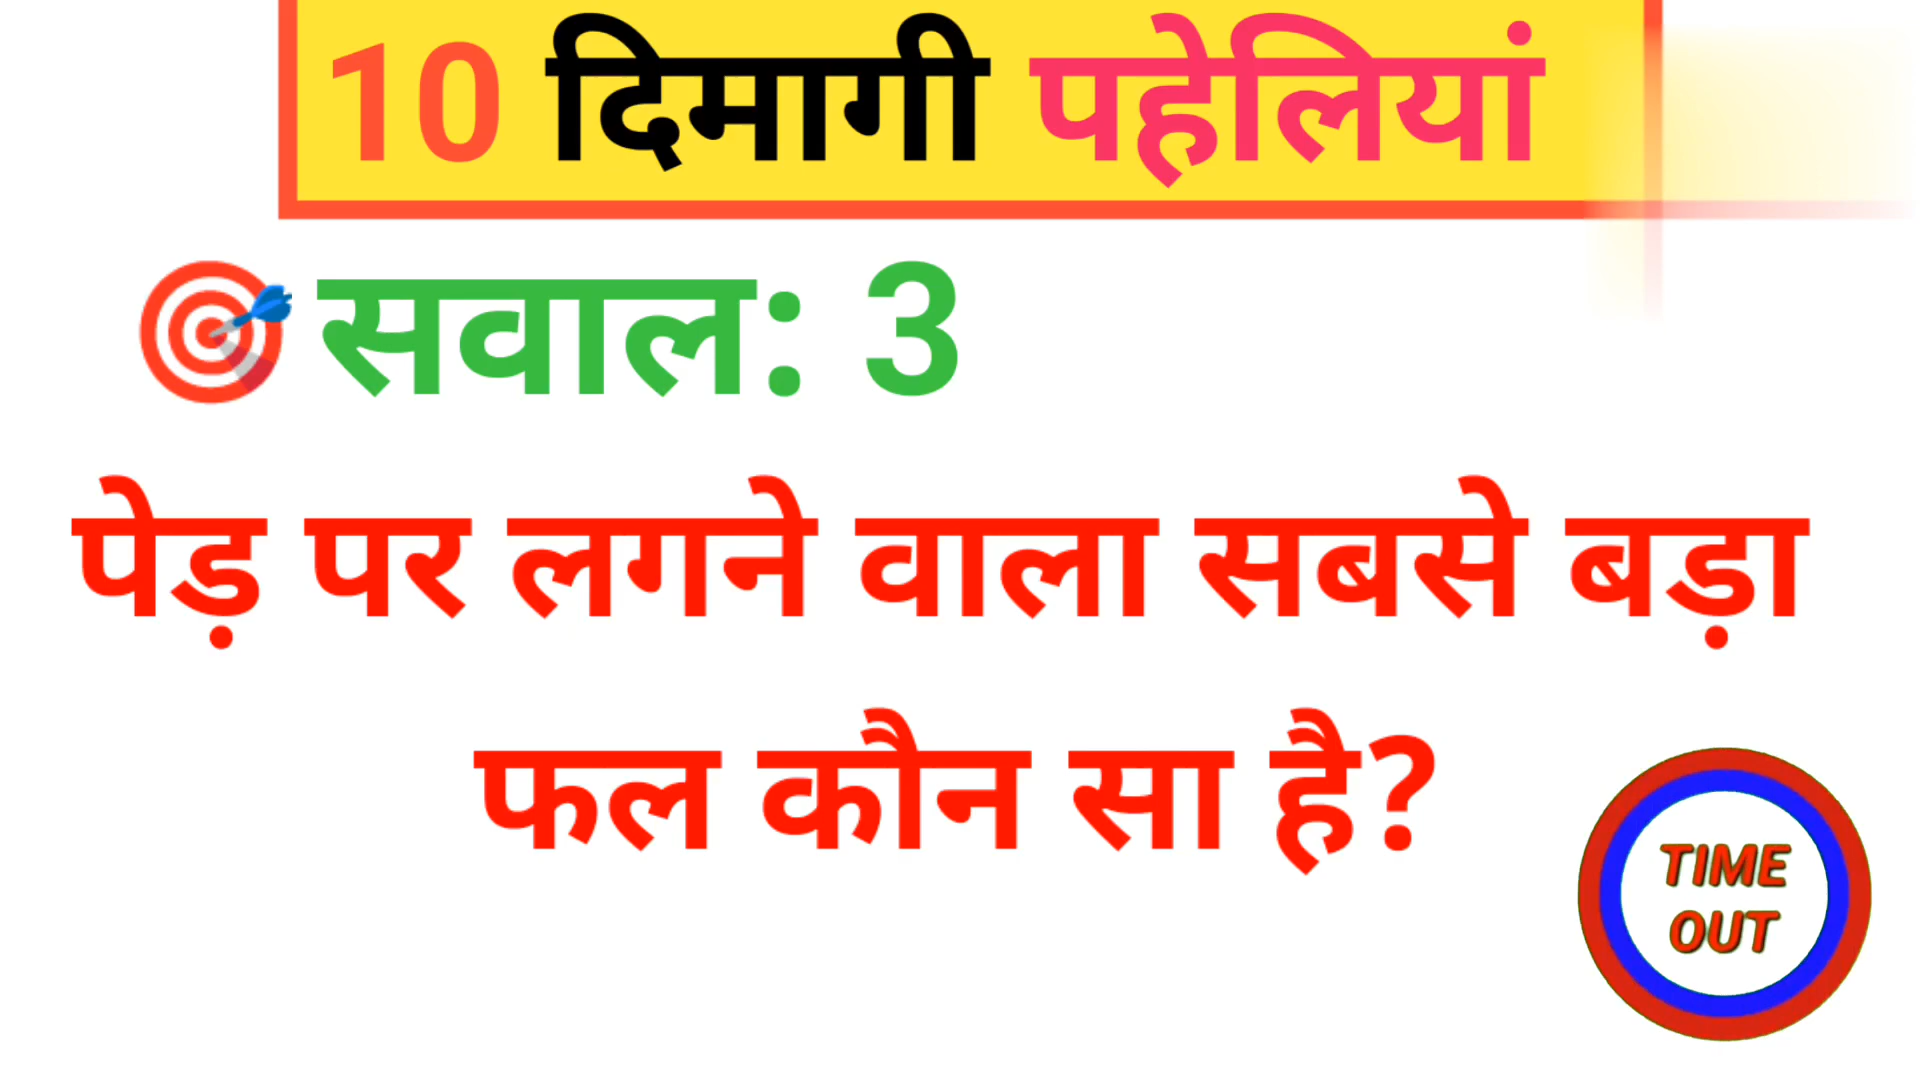 10 दिमागी पहेलियां
सवाल: 3
पेड़ पर लगने वाला सबसे बड़ा
फल कौन सा है?
TIME
OUT